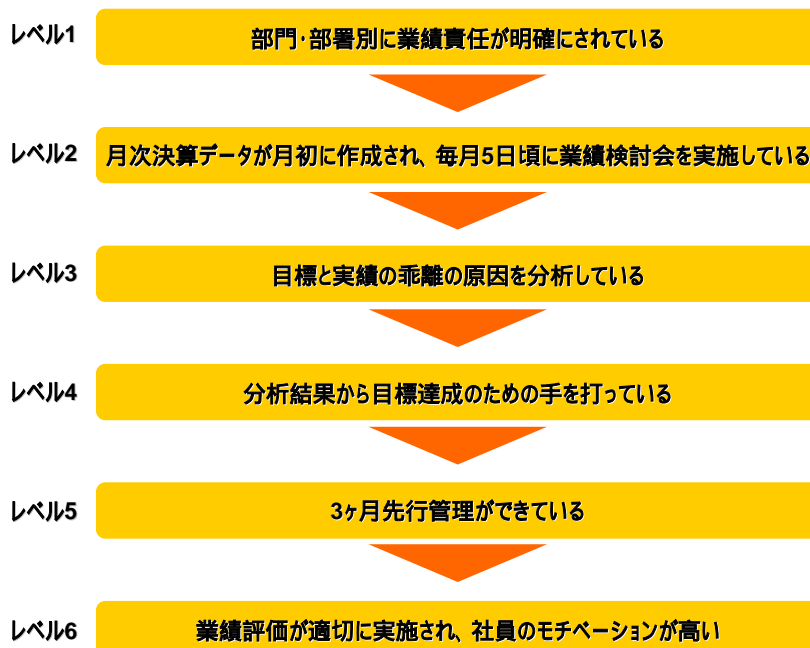 レベル1
部門・部署別に業績責任が明確にされている
レベル2
月次決算データが月初に作成され、毎月5日頃に業績検討会を実施している
レベル3
目標と実績の乖離の原因を分析している
レベル4
分析結果から目標達成のための手を打っている
レベル5
3ヶ月先行管理ができている
レベル6
業績評価が適切に実施され、社員のモチベーションが高い